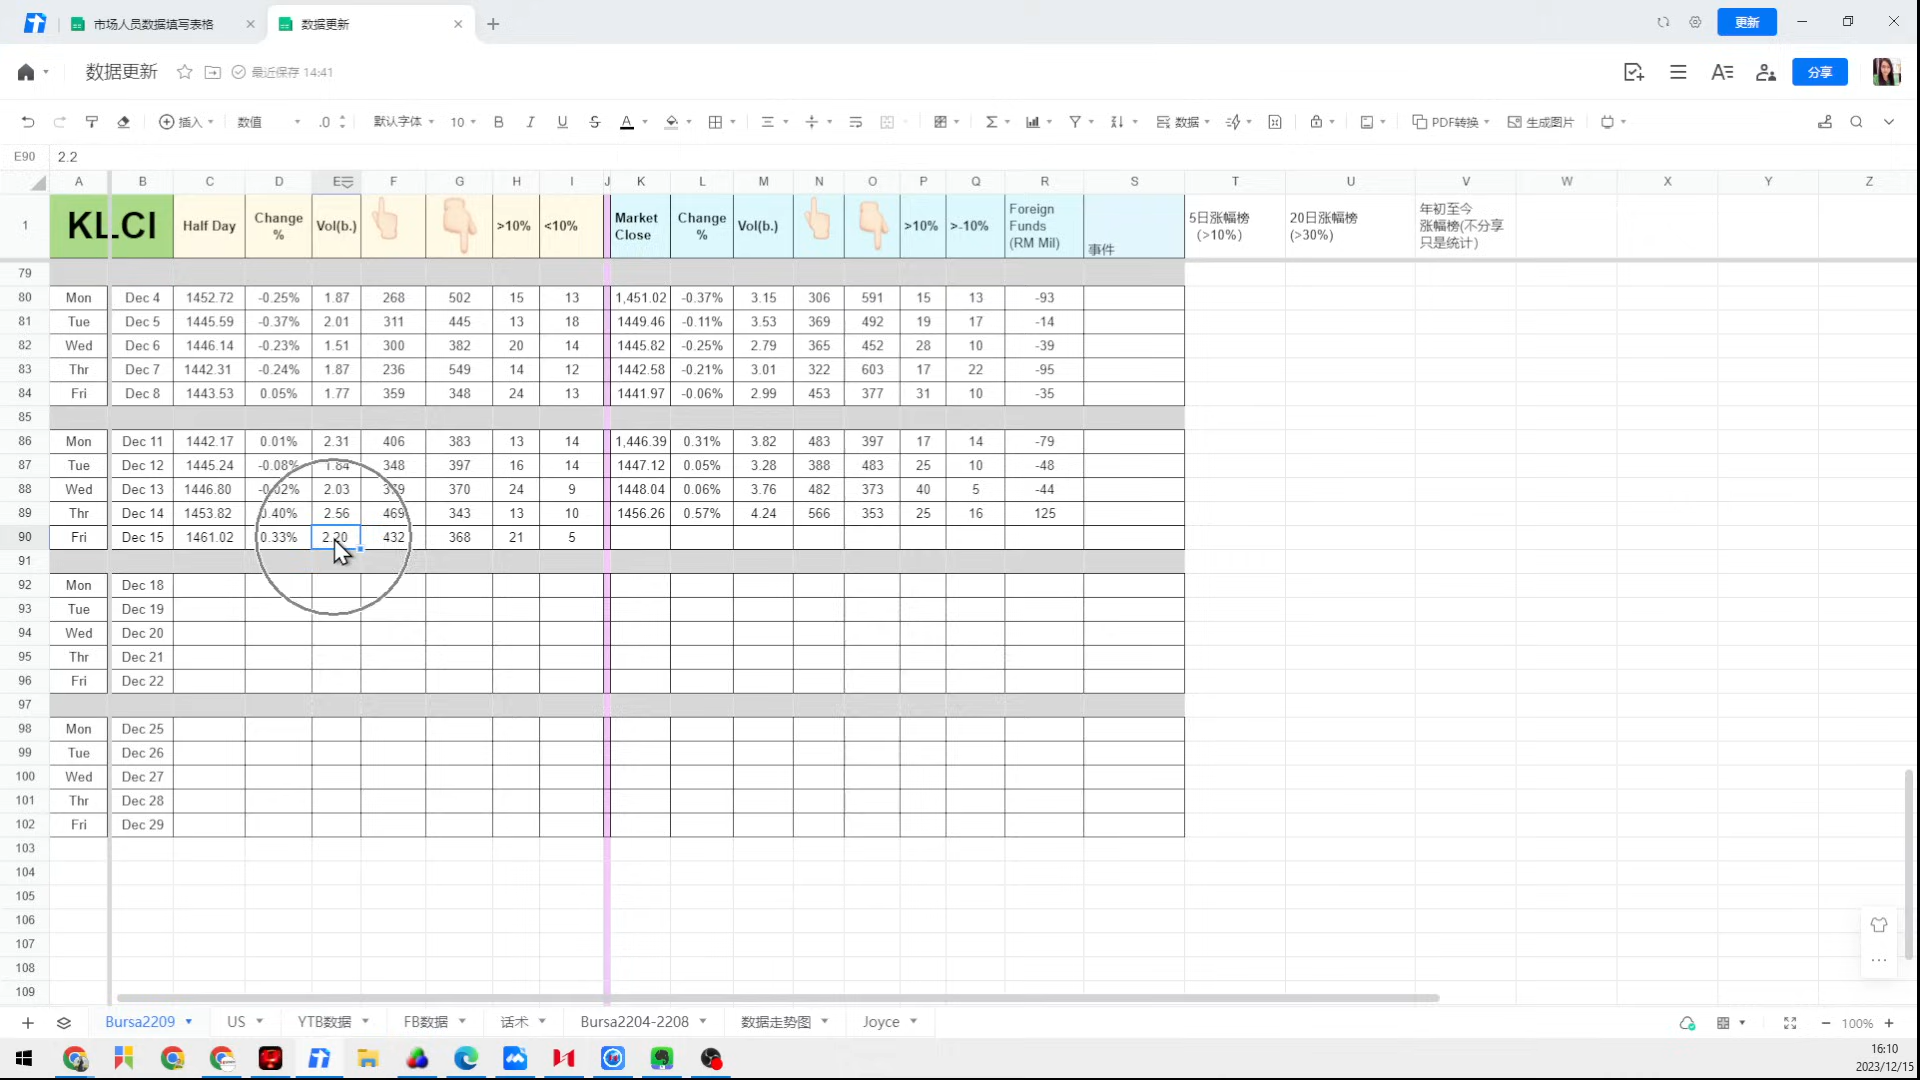 市场人员数据填写表格 数据更新 更新
数据更新 最近保存 14:41 分享
插入 数值 .0 默认字体 10 B I U S A 数据 PDF转换 生成图片
E90 2.2
A B C D E F G H I J K L M N O P Q R S T U V W X Y Z
1 KLCI Half Day Change % Vol(b.) >10% <10% Market Close Change % Vol(b.) >10% >-10% Foreign Funds (RM Mil) 事件 5日涨幅榜 (>10%) 20日涨幅榜 (>30%) 年初至今 涨幅榜(不分享 只是统计)
79
80 Mon Dec 4 1452.72 -0.25% 1.87 268 502 15 13 1,451.02 -0.37% 3.15 306 591 15 13 -93
81 Tue Dec 5 1445.59 -0.37% 2.01 311 445 13 18 1449.46 -0.11% 3.53 369 492 19 17 -14
82 Wed Dec 6 1446.14 -0.23% 1.51 300 382 20 14 1445.82 -0.25% 2.79 365 452 28 10 -39
83 Thr Dec 7 1442.31 -0.24% 1.87 236 549 14 12 1442.58 -0.21% 3.01 322 603 17 22 -95
84 Fri Dec 8 1443.53 0.05% 1.77 359 348 24 13 1441.97 -0.06% 2.99 453 377 31 10 -35
85
86 Mon Dec 11 1442.17 0.01% 2.31 406 383 13 14 1,446.39 0.31% 3.82 483 397 17 14 -79
87 Tue Dec 12 1445.24 -0.08% 1.84 348 397 16 14 1447.12 0.05% 3.28 388 483 25 10 -48
88 Wed Dec 13 1446.80 -0.02% 2.03 379 370 24 9 1448.04 0.06% 3.76 482 373 40 5 -44
89 Thr Dec 14 1453.82 0.40% 2.56 469 343 13 10 1456.26 0.57% 4.24 566 353 25 16 125
90 Fri Dec 15 1461.02 0.33% 2.20 432 368 21 5
91
92 Mon Dec 18
93 Tue Dec 19
94 Wed Dec 20
95 Thr Dec 21
96 Fri Dec 22
97
98 Mon Dec 25
99 Tue Dec 26
100 Wed Dec 27
101 Thr Dec 28
102 Fri Dec 29
103
104
105
106
107
108
109
Bursa2209 US YTB数据 FB数据 话术 Bursa2204-2208 数据走势图 Joyce 100%
16:10
2023/12/15